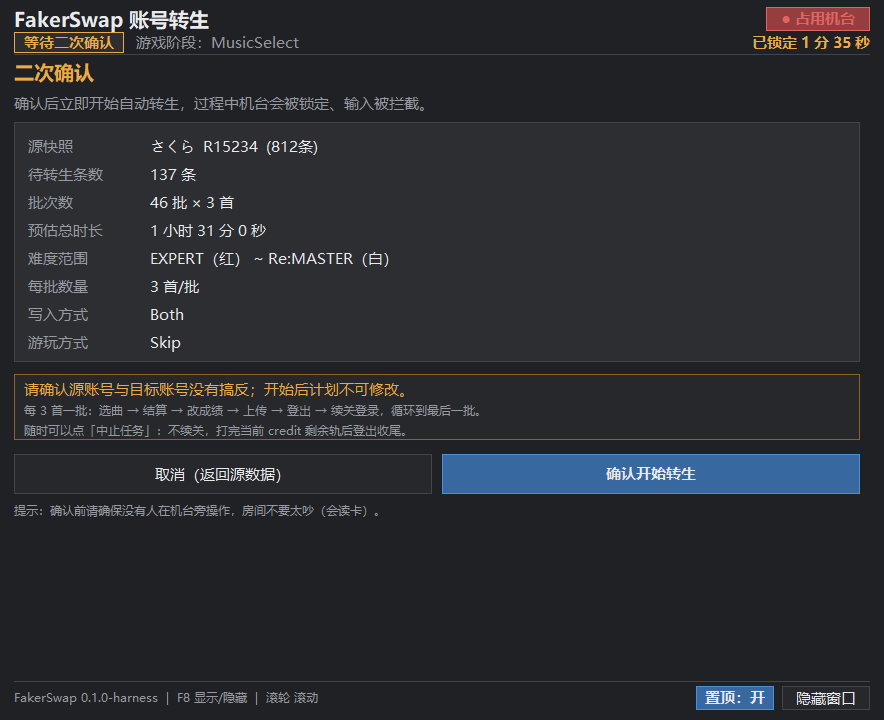 FakerSwap 账号转生
● 占用机台
等待二次确认 游戏阶段：MusicSelect
已锁定 1 分 35 秒
二次确认
确认后立即开始自动转生，过程中机台会被锁定、输入被拦截。
源快照 さくら R15234（812条）
待转生条数 137 条
批次数 46 批 × 3 首
预估总时长 1 小时 31 分 0 秒
难度范围 EXPERT（红） ~ Re:MASTER（白）
每批数量 3 首/批
写入方式 Both
游玩方式 Skip
请确认源账号与目标账号没有搞反；开始后计划不可修改。
每 3 首一批：选曲 → 结算 → 改成绩 → 上传 → 登出 → 续关登录，循环到最后一批。
随时可以点「中止任务」：不续关，打完当前 credit 剩余轨后登出收尾。
取消（返回源数据）
确认开始转生
提示：确认前请确保没有人在机台旁操作，房间不要太吵（会读卡）。
FakerSwap 0.1.0-harness | F8 显示/隐藏 | 滚轮 滚动
置顶：开
隐藏窗口